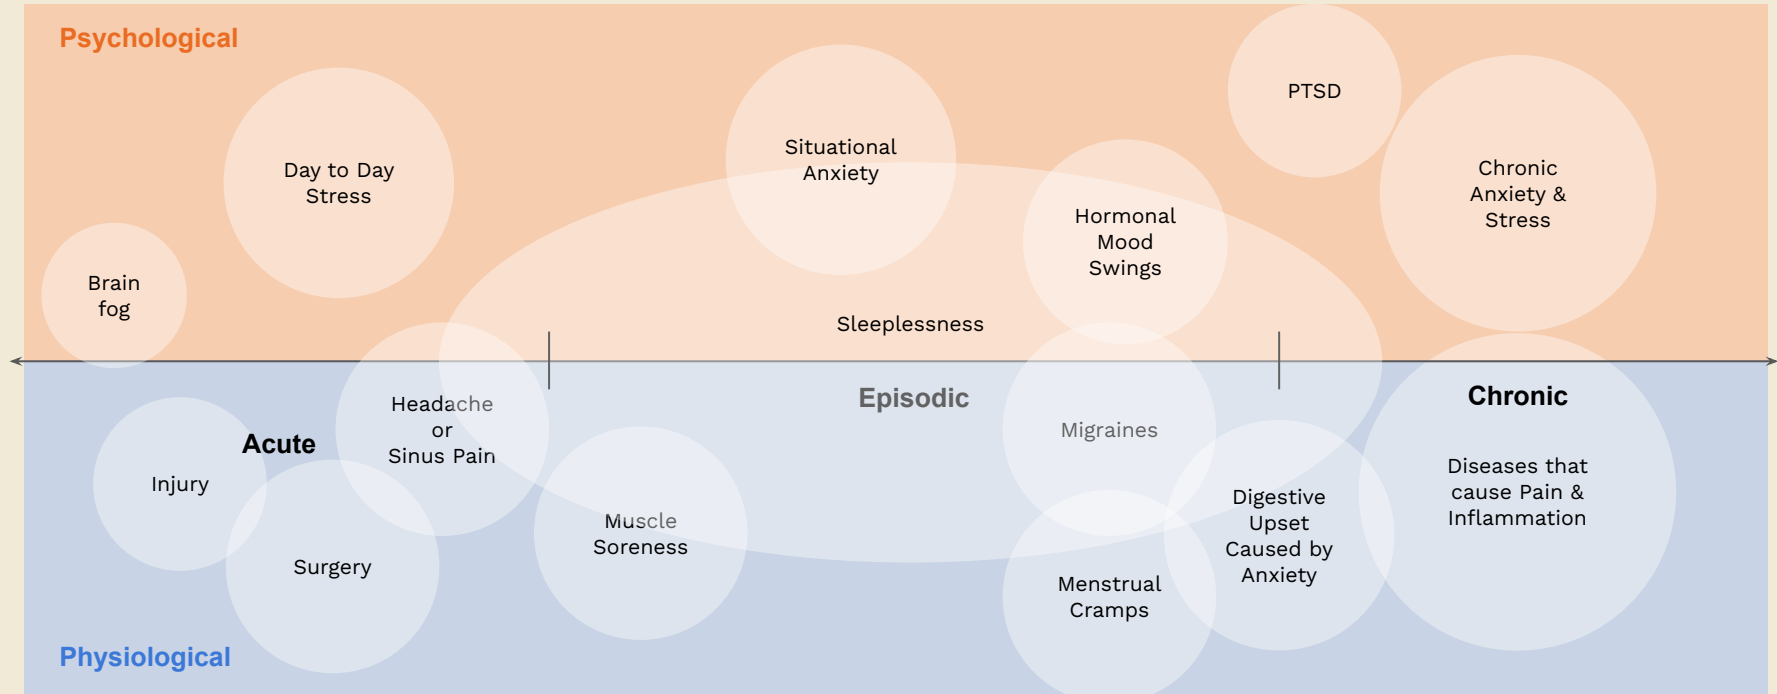 Psychological
PTSD
Situational
Anxiety
Day to Day
Stress
Chronic
Anxiety &
Stress
Hormonal
Mood
Swings
Brain
fog
Sleeplessness
Episodic
Chronic
Headache
or
Sinus Pain
Acute
Migraines
Injury
Diseases that
cause Pain &
Inflammation
Digestive
Upset
Caused by
Anxiety
Muscle
Soreness
Surgery
Menstrual
Cramps
Physiological